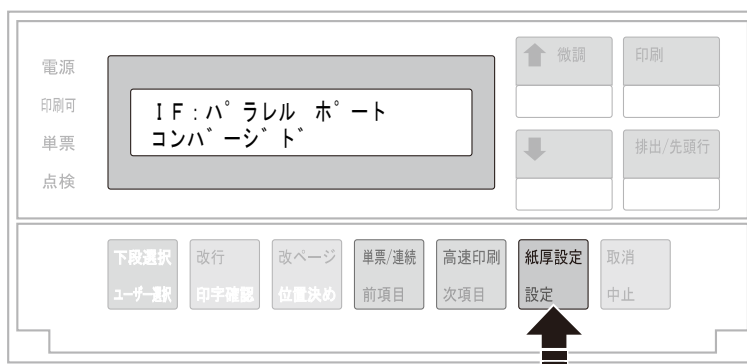 電源
印刷可
単票
点検
IF:パラレル ポート
コンバージド
微調
印刷
排出/先頭行
下段選択
ユーザー選択
改行
印字確認
改ページ
位置決め
単票/連続
前項目
高速印刷
次項目
紙厚設定
設定
取消
中止